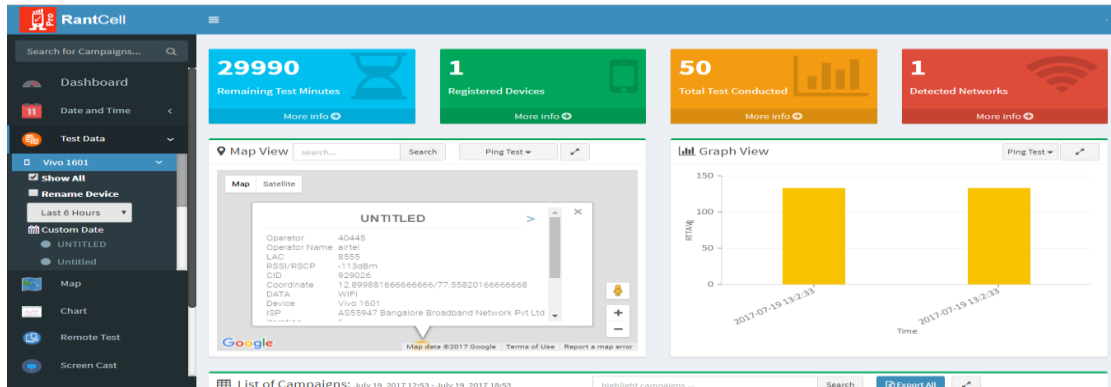 Pro
RantCell
Search for Campaigns...
Dashboard
11
Date and Time
Test Data
Vivo 1601
Show All
Rename Device
Last 6 Hours
Custom Date
UNTITLED
Untitled
Map
Chart
Remote Test
Screen Cast
29990
Remaining Test Minutes
More info
1
Registered Devices
More info
50
Total Test Conducted
More info
1
Detected Networks
More info
Map View search... Search Ping Test
Map Satellite
UNTITLED >
Operator 40445
Operator Name airtel
LAC 8555
RSSI/RSCP -113dBm
CID 929026
Coordinate 12.899881666666666/77.55820166666668
DATA WIFI
Device Vivo 1601
ISP AS55947 Bangalore Broadband Network Pvt Ltd
Google
Map data ©2017 Google Terms of Use Report a map error
Graph View Ping Test
150
100
50
0
RTTAVg
2017-07-19 13:2:33
2017-07-19 13:2:33
Time
List of Campaigns: July 19, 2017 12:53 - July 19, 2017 18:53 highlight campaigns ... Search Export All